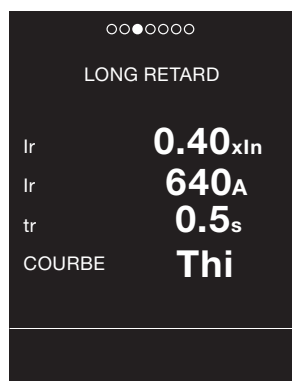 LONG RETARD
Ir 0.40xIn
Ir 640A
tr 0.5s
COURBE Thi